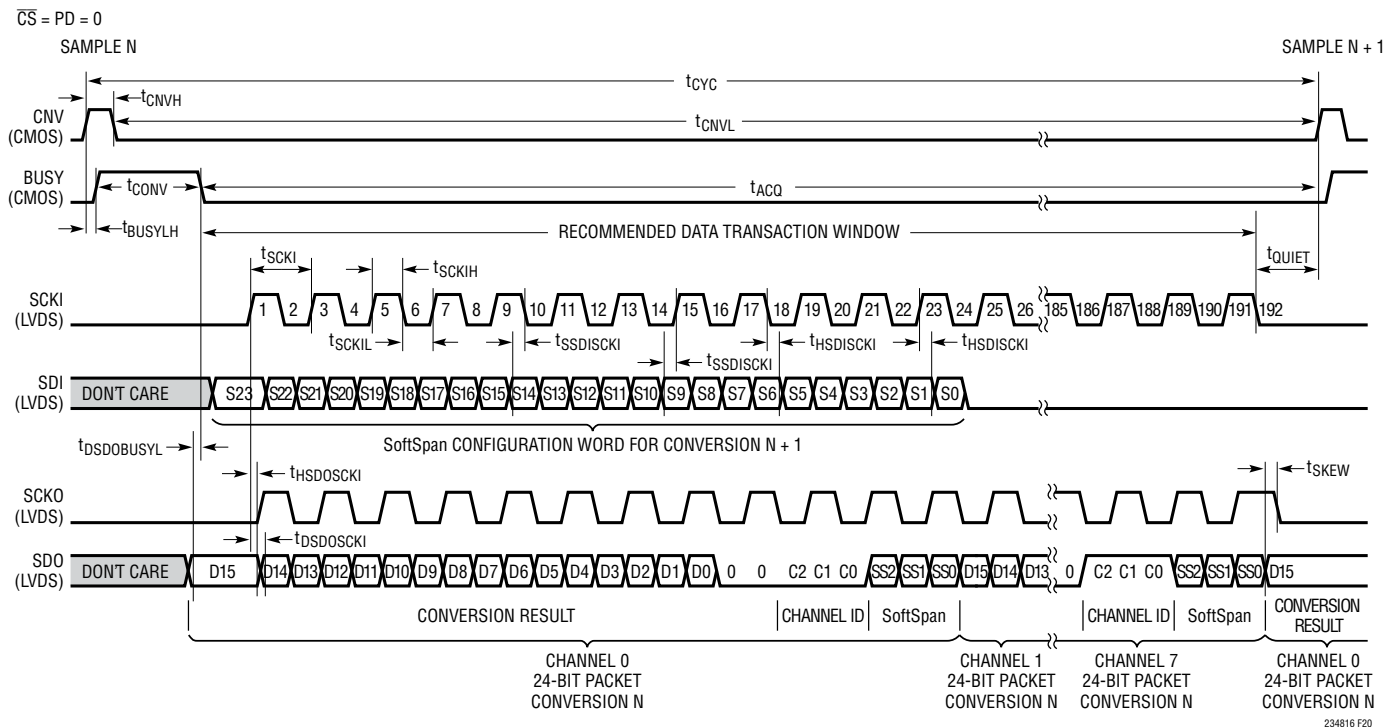 CS = PD = 0
SAMPLE N
SAMPLE N + 1
tCYC
tCNVH
CNV
(CMOS)
tCNVL
BUSY
(CMOS)
tCONV
tACQ
tBUSYLH
RECOMMENDED DATA TRANSACTION WINDOW
tSCKI
tSCKIH
tQUIET
SCKI
(LVDS)
1 2 3 4 5 6 7 8 9 10 11 12 13 14 15 16 17 18 19 20 21 22 23 24 25 26 185 186 187 188 189 190 191 192
tSCKIL
tSSDISCKI
tSSDISCKI
tHSDISCKI
tHSDISCKI
SDI
(LVDS)
DON'T CARE S23 S22 S21 S20 S19 S18 S17 S16 S15 S14 S13 S12 S11 S10 S9 S8 S7 S6 S5 S4 S3 S2 S1 S0
SoftSpan CONFIGURATION WORD FOR CONVERSION N + 1
tDSDOBUSYL
tHSDOSCKI
tSKEW
SCKO
(LVDS)
tDSDOSCKI
SDO
(LVDS)
DON'T CARE D15 D14 D13 D12 D11 D10 D9 D8 D7 D6 D5 D4 D3 D2 D1 D0 0 0 C2 C1 C0 SS2 SS1 SS0 D15 D14 D13 0 C2 C1 C0 SS2 SS1 SS0 D15
CONVERSION RESULT
CHANNEL ID
SoftSpan
CHANNEL ID
SoftSpan
CONVERSION
RESULT
CHANNEL 0
24-BIT PACKET
CONVERSION N
CHANNEL 1
24-BIT PACKET
CONVERSION N
CHANNEL 7
24-BIT PACKET
CONVERSION N
CHANNEL 0
24-BIT PACKET
CONVERSION N
234816 F20